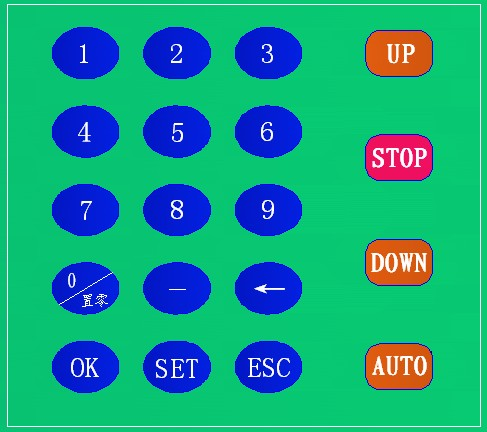 1 2 3 UP
4 5 6 STOP
7 8 9
0 置零 — ← DOWN
OK SET ESC AUTO